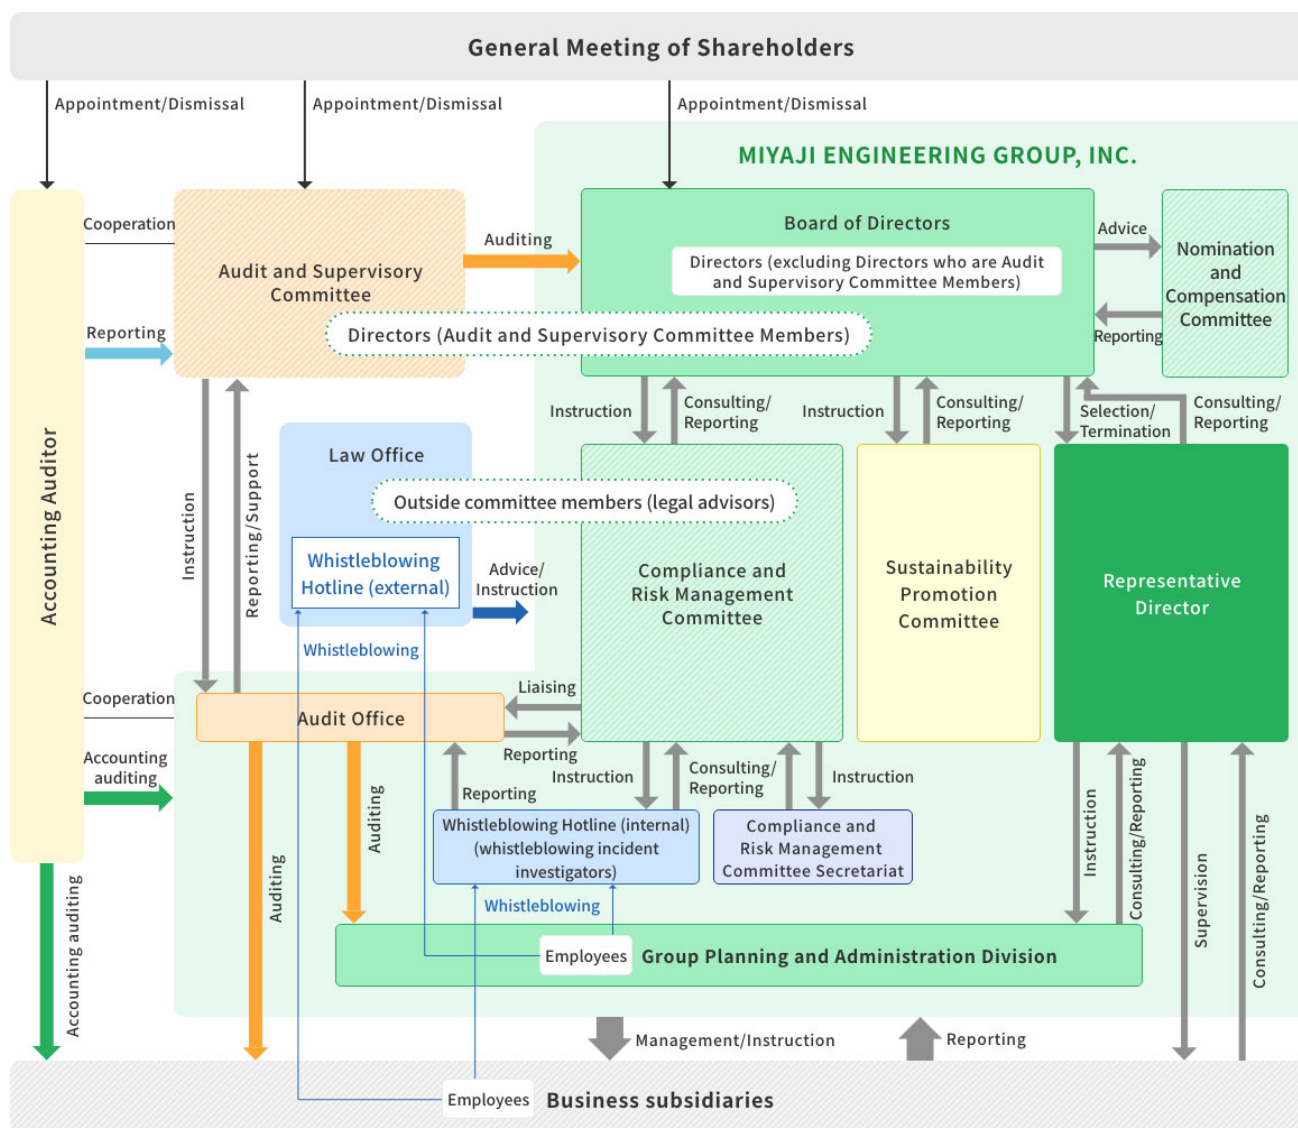 General Meeting of Shareholders
Appointment/Dismissal
Appointment/Dismissal
Appointment/Dismissal
MIYAJI ENGINEERING GROUP, INC.
Cooperation
Audit and Supervisory
Committee
Auditing
Board of Directors
Directors (excluding Directors who are Audit
and Supervisory Committee Members)
Advice
Nomination
and
Compensation
Committee
Reporting
Reporting
Directors (Audit and Supervisory Committee Members)
Instruction
Consulting/
Reporting
Instruction
Consulting/
Reporting
Selection/
Termination
Consulting/
Reporting
Accounting Auditor
Instruction
Reporting/Support
Law Office
Outside committee members (legal advisors)
Whistleblowing
Hotline (external)
Advice/
Instruction
Whistleblowing
Compliance and
Risk Management
Committee
Sustainability
Promotion
Committee
Representative
Director
Cooperation
Audit Office
Liaising
Reporting
Accounting
auditing
Instruction
Consulting/
Reporting
Instruction
Reporting
Auditing
Auditing
Whistleblowing Hotline (internal)
(whistleblowing incident
investigators)
Compliance and
Risk Management
Committee Secretariat
Whistleblowing
Instruction
Consulting/Reporting
Supervision
Consulting/Reporting
Employees
Group Planning and Administration Division
Accounting auditing
Management/Instruction
Reporting
Employees
Business subsidiaries